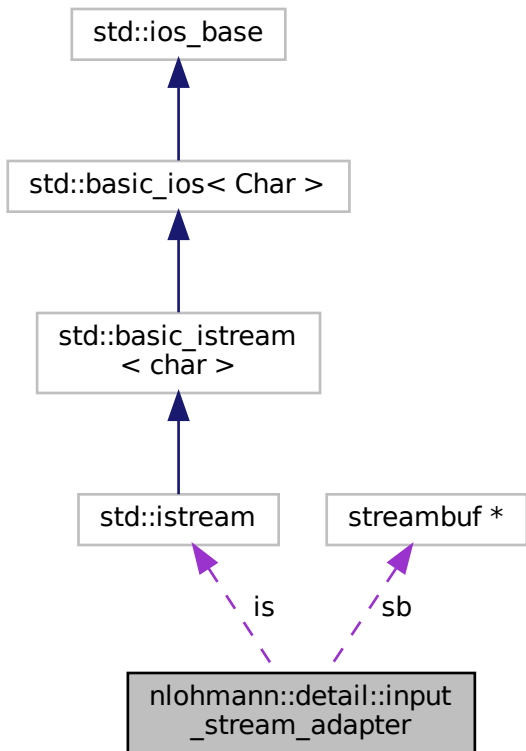 std::ios_base
std::basic_ios< Char >
std::basic_istream
< char >
std::istream
streambuf *
is
sb
nlohmann::detail::input
_stream_adapter